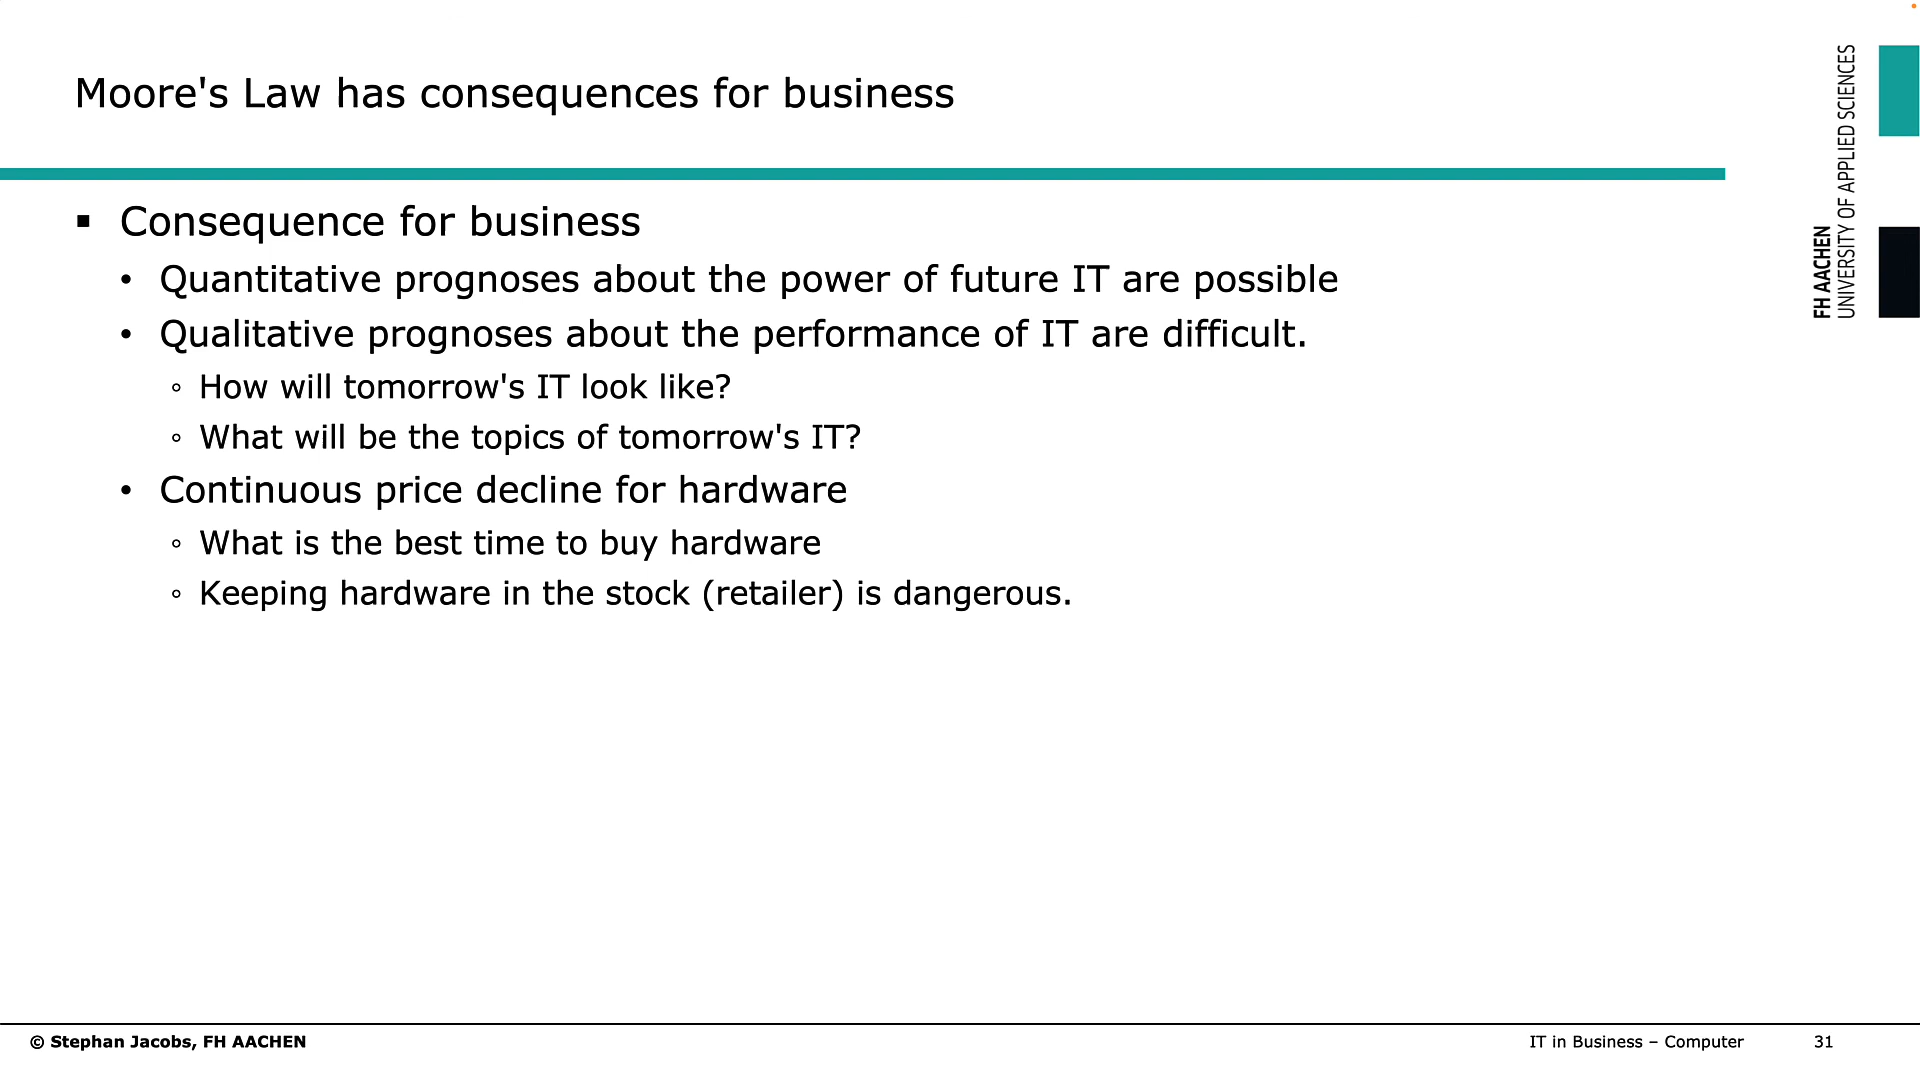 Moore's Law has consequences for business
FH AACHEN
UNIVERSITY OF APPLIED SCIENCES
▪ Consequence for business
• Quantitative prognoses about the power of future IT are possible
• Qualitative prognoses about the performance of IT are difficult.
◦ How will tomorrow's IT look like?
◦ What will be the topics of tomorrow's IT?
• Continuous price decline for hardware
◦ What is the best time to buy hardware
◦ Keeping hardware in the stock (retailer) is dangerous.
© Stephan Jacobs, FH AACHEN
IT in Business – Computer
31